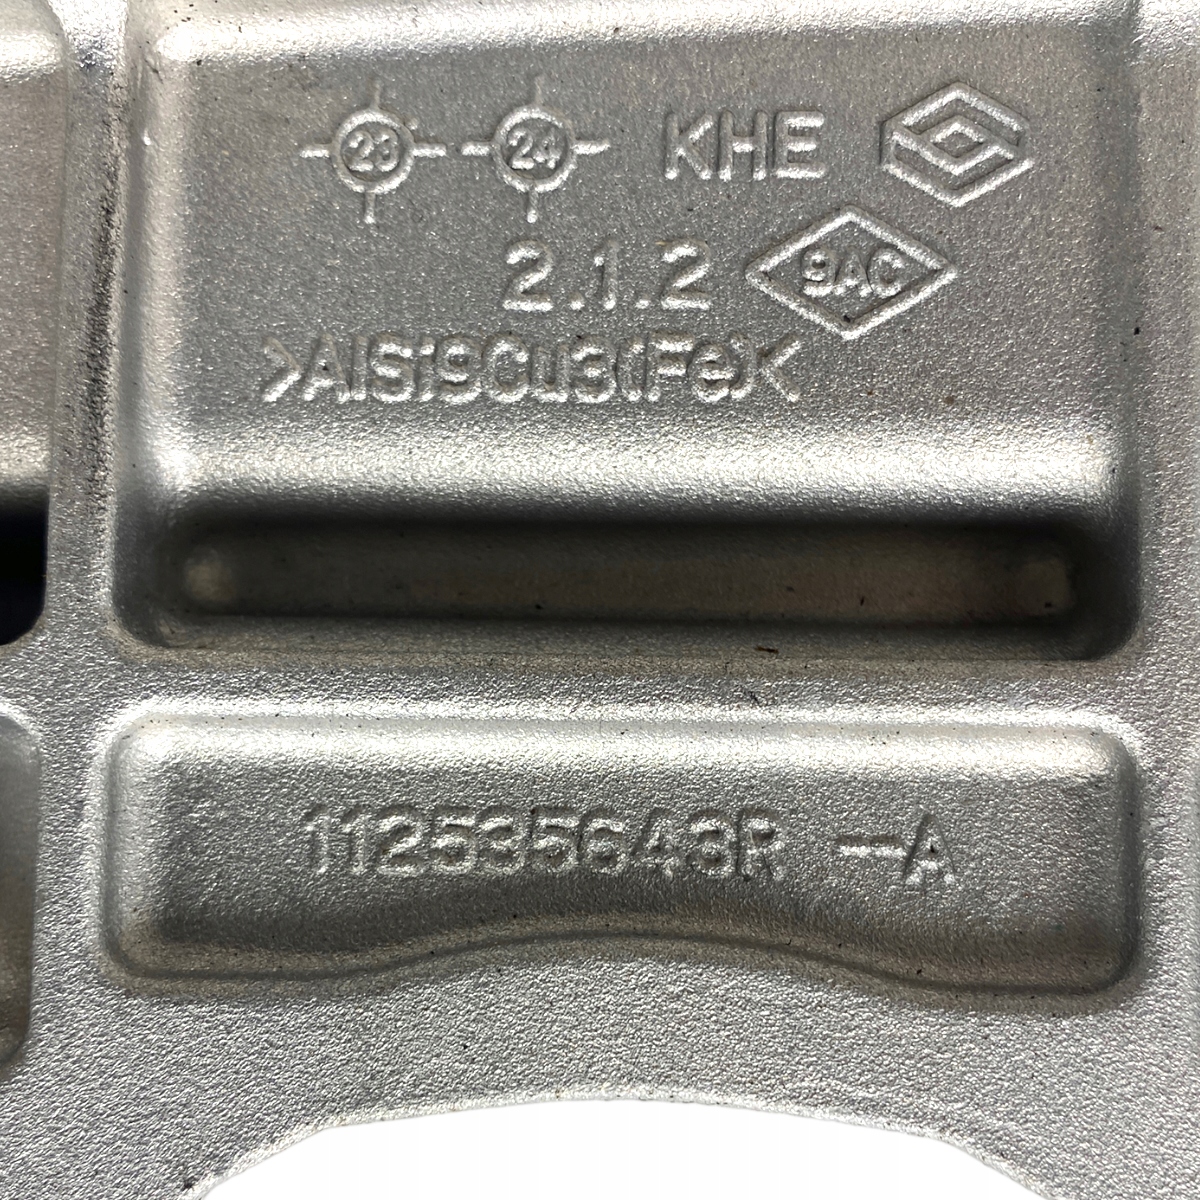 23 24 KHE
2.1.2 9AC
>AlSi9Cu3(Fe)<
112535643R -A